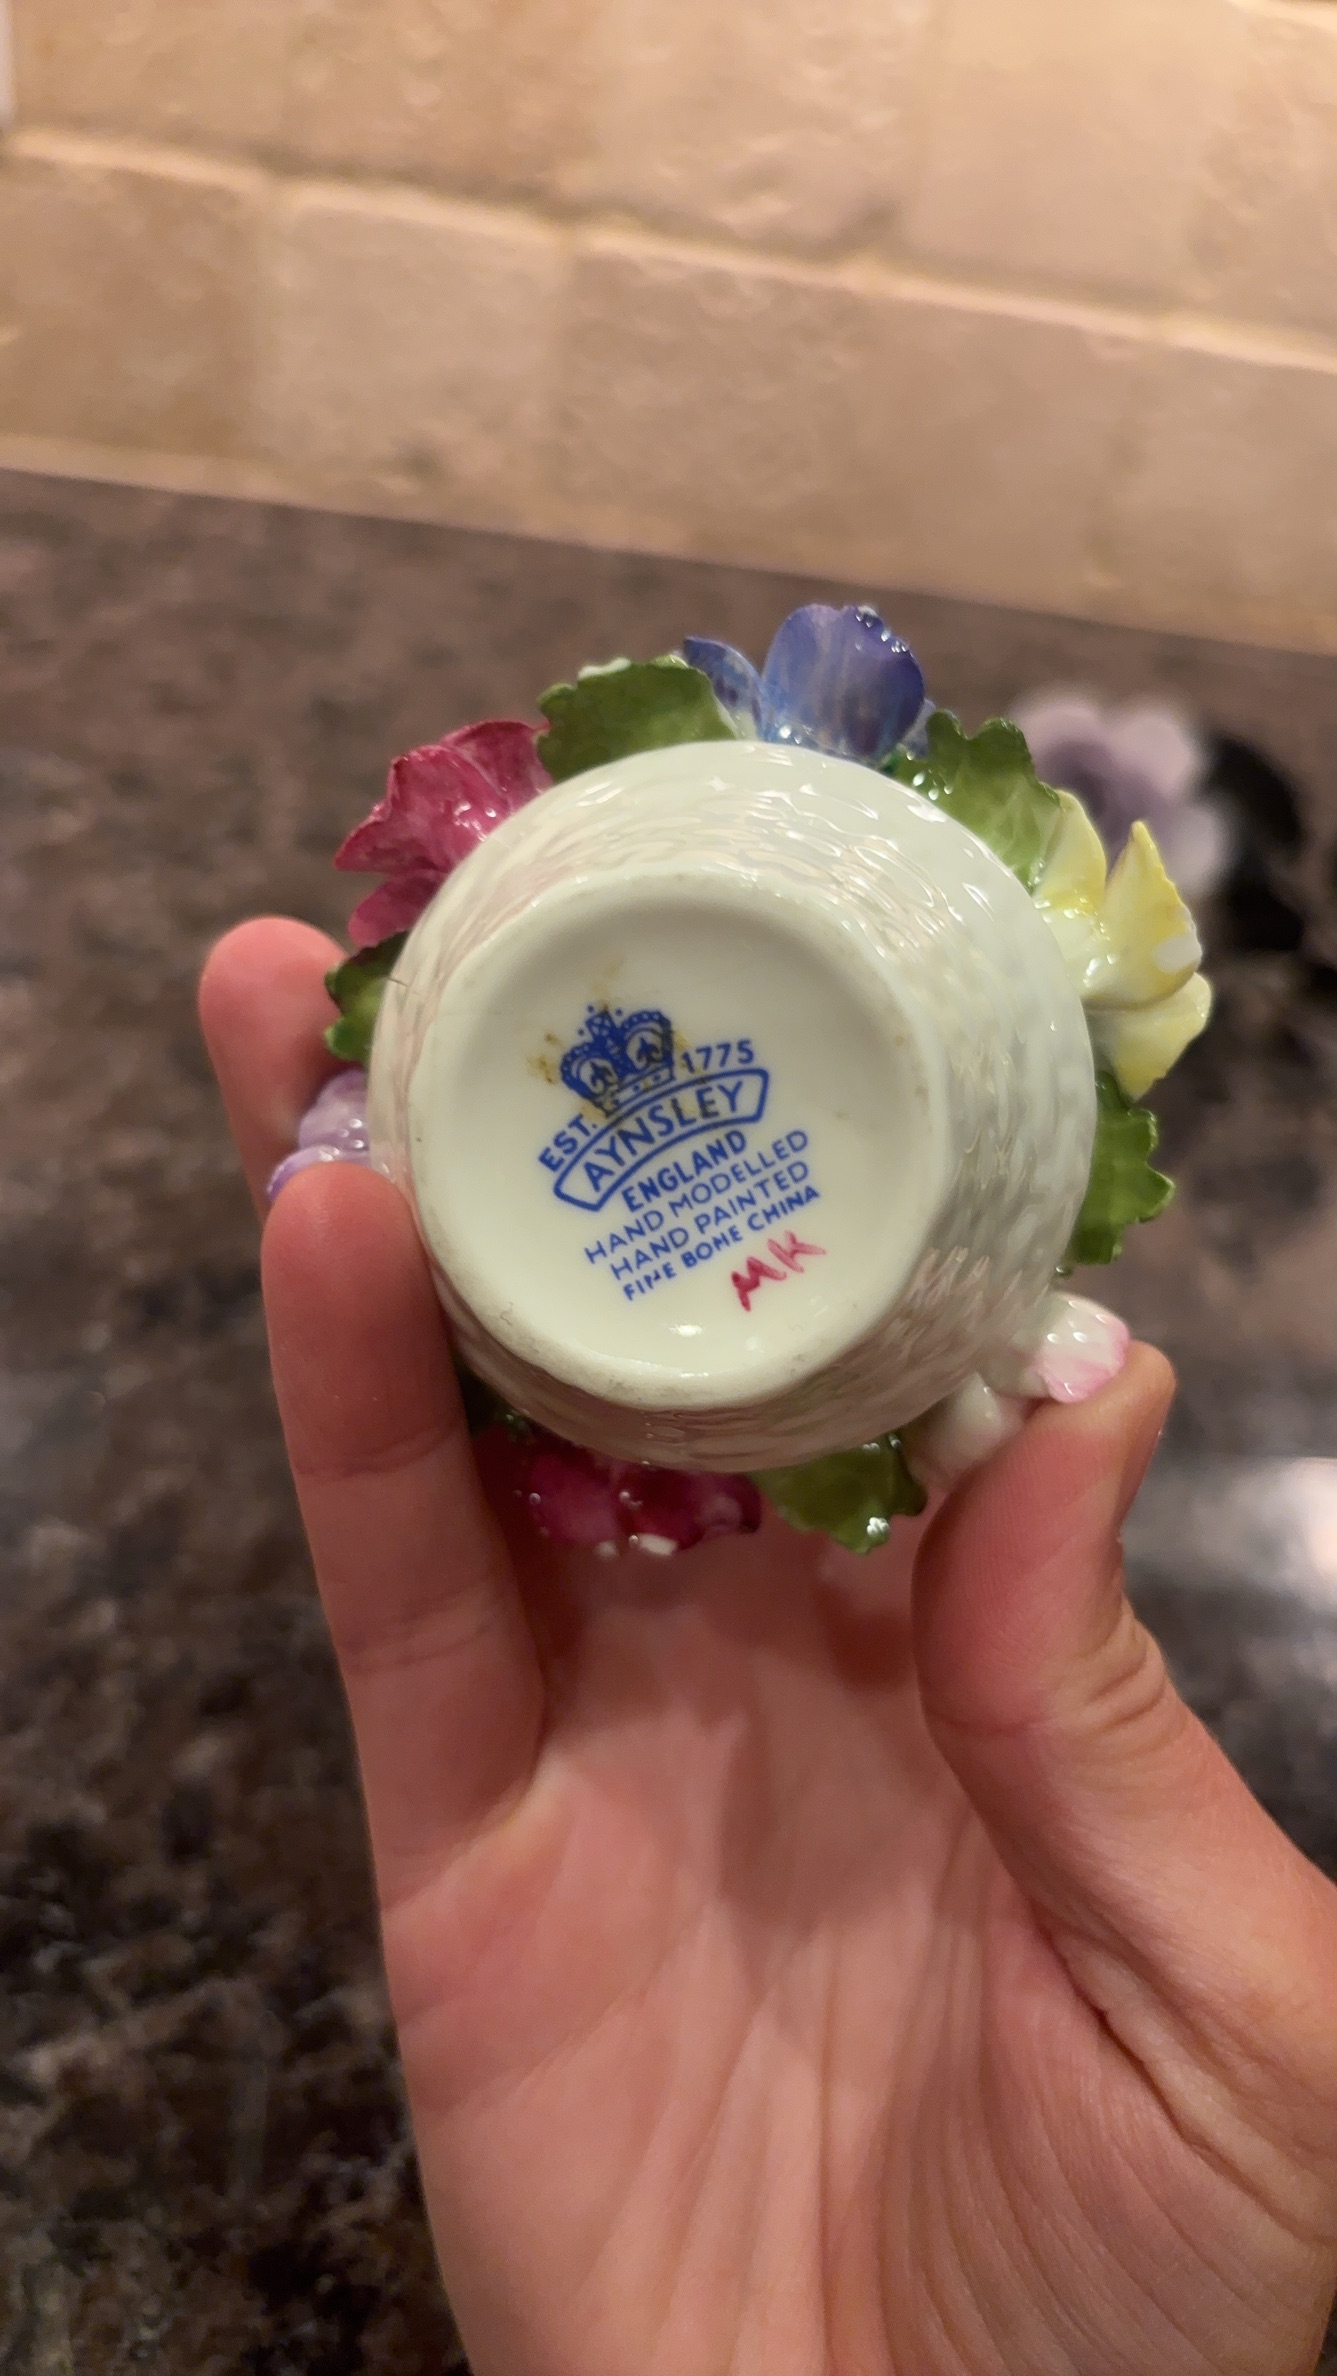 EST. 1775
AYNSLEY
ENGLAND
HAND MODELLED
HAND PAINTED
FINE BONE CHINA
MK